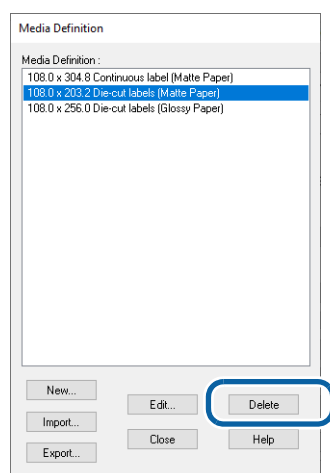 Media Definition
Media Definition :
108.0 x 304.8 Continuous label (Matte Paper)
108.0 x 203.2 Die-cut labels (Matte Paper)
108.0 x 256.0 Die-cut labels (Glossy Paper)
New...
Edit...
Delete
Import...
Close
Help
Export...